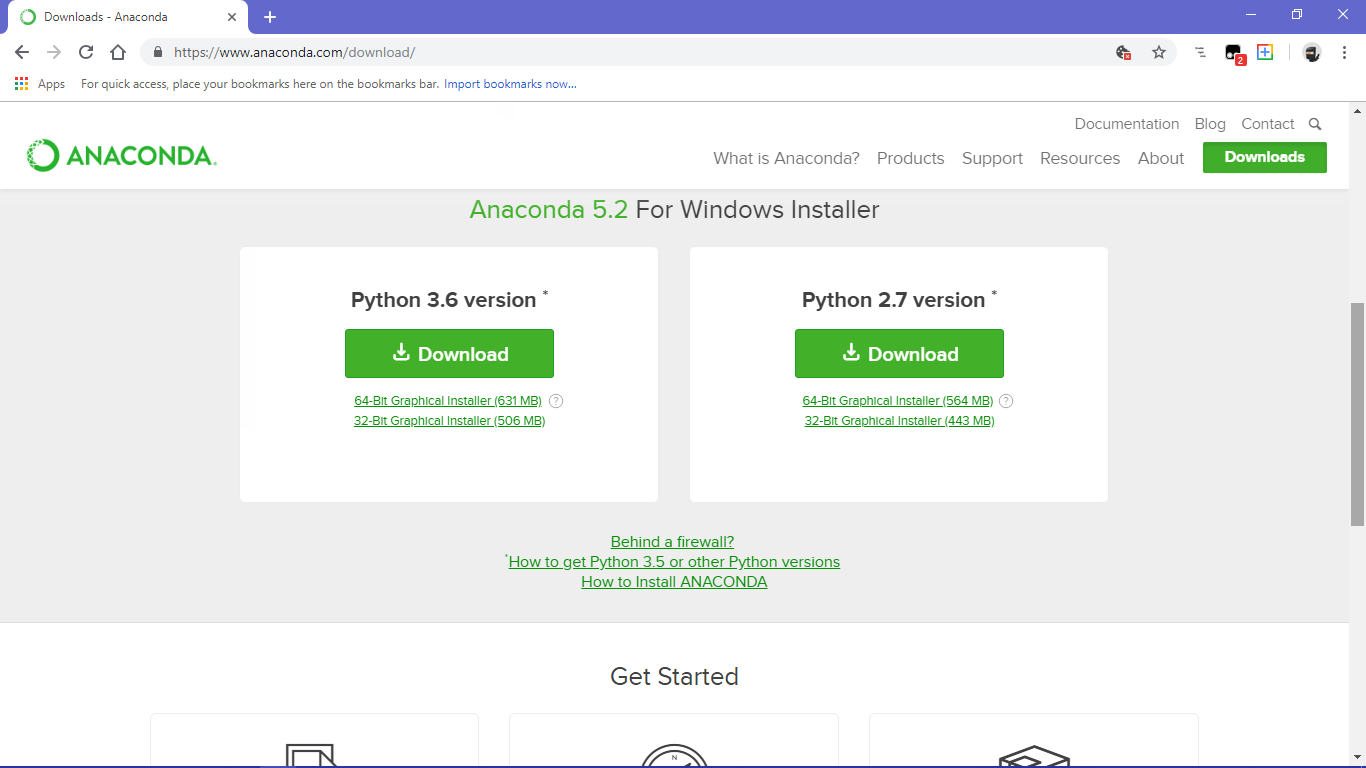 Downloads - Anaconda
https://www.anaconda.com/download/
2
Apps For quick access, place your bookmarks here on the bookmarks bar. Import bookmarks now...
Documentation Blog Contact
ANACONDA.
What is Anaconda? Products Support Resources About Downloads
Anaconda 5.2 For Windows Installer
Python 3.6 version *
Download
64-Bit Graphical Installer (631 MB) ?
32-Bit Graphical Installer (506 MB)
Python 2.7 version *
Download
64-Bit Graphical Installer (564 MB) ?
32-Bit Graphical Installer (443 MB)
Behind a firewall?
*How to get Python 3.5 or other Python versions
How to Install ANACONDA
Get Started
N